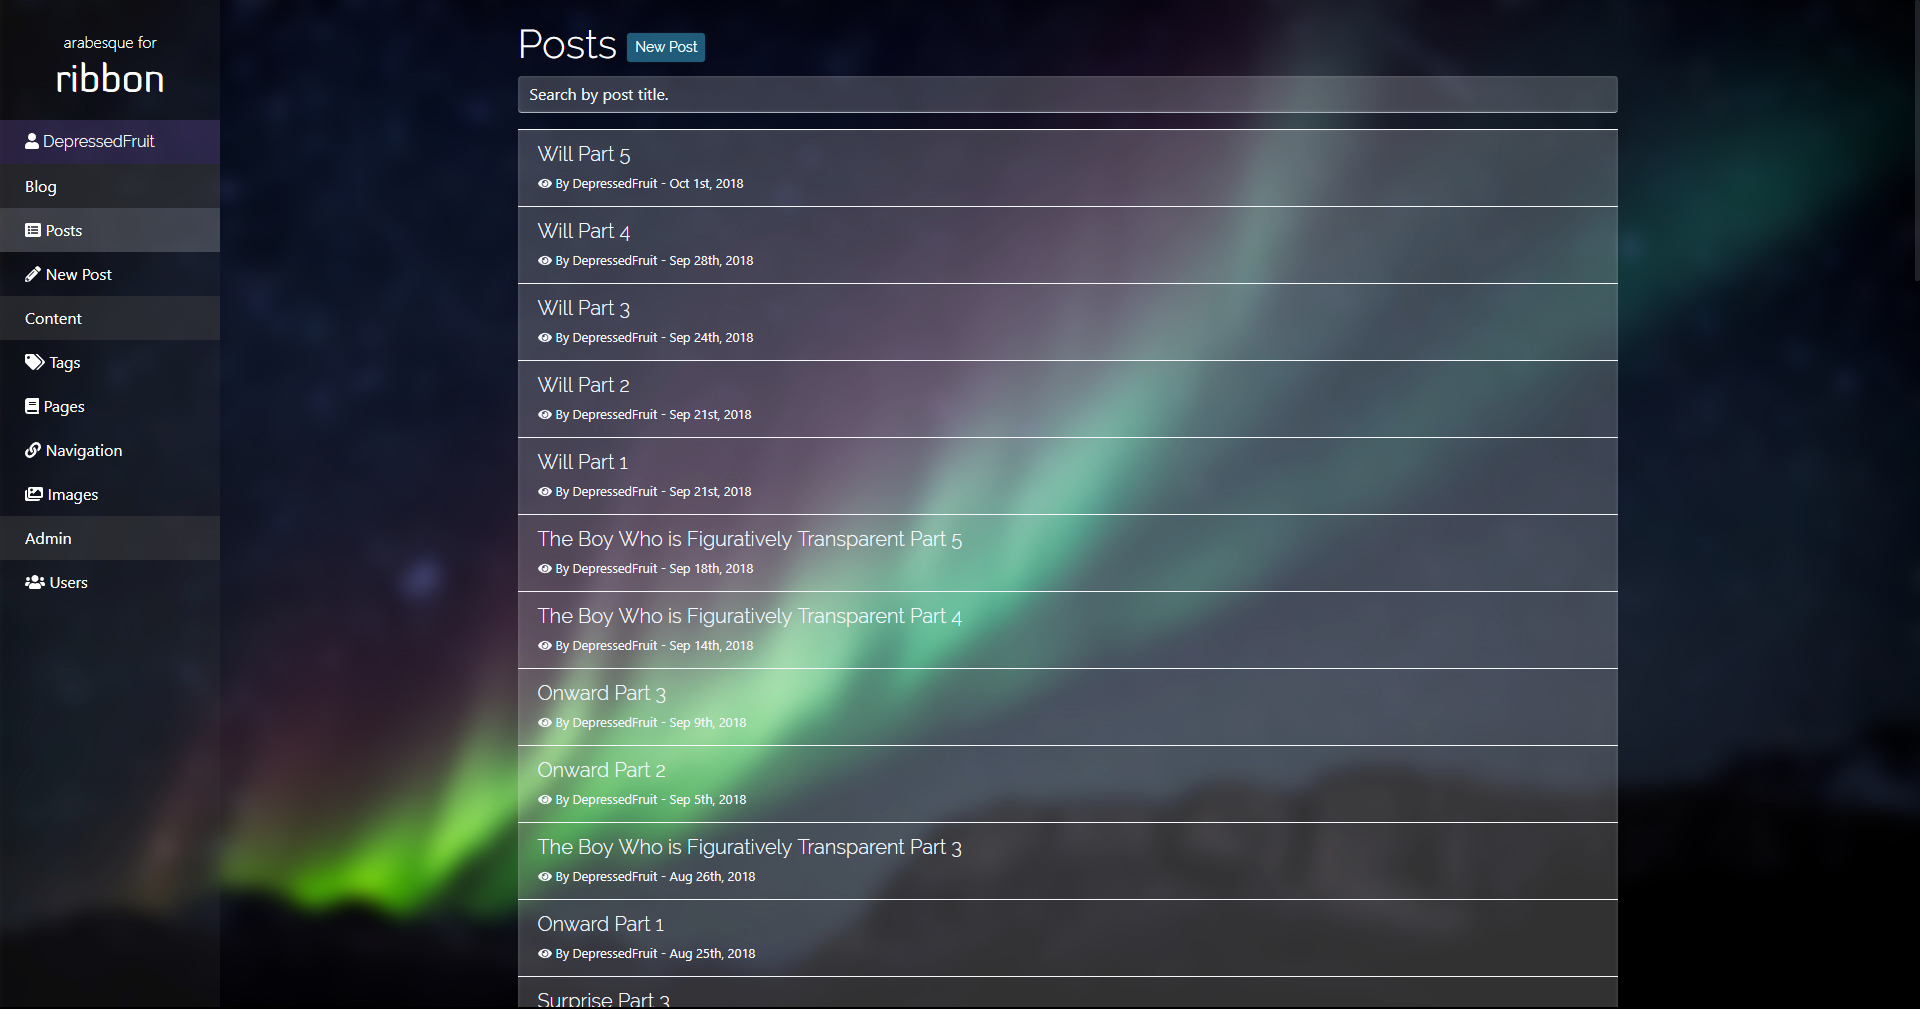 arabesque for
ribbon
DepressedFruit
Blog
Posts
New Post
Content
Tags
Pages
Navigation
Images
Admin
Users
Posts New Post
Search by post title.
Will Part 5
By DepressedFruit - Oct 1st, 2018
Will Part 4
By DepressedFruit - Sep 28th, 2018
Will Part 3
By DepressedFruit - Sep 24th, 2018
Will Part 2
By DepressedFruit - Sep 21st, 2018
Will Part 1
By DepressedFruit - Sep 21st, 2018
The Boy Who is Figuratively Transparent Part 5
By DepressedFruit - Sep 18th, 2018
The Boy Who is Figuratively Transparent Part 4
By DepressedFruit - Sep 14th, 2018
Onward Part 3
By DepressedFruit - Sep 9th, 2018
Onward Part 2
By DepressedFruit - Sep 5th, 2018
The Boy Who is Figuratively Transparent Part 3
By DepressedFruit - Aug 26th, 2018
Onward Part 1
By DepressedFruit - Aug 25th, 2018
Surprise Part 3